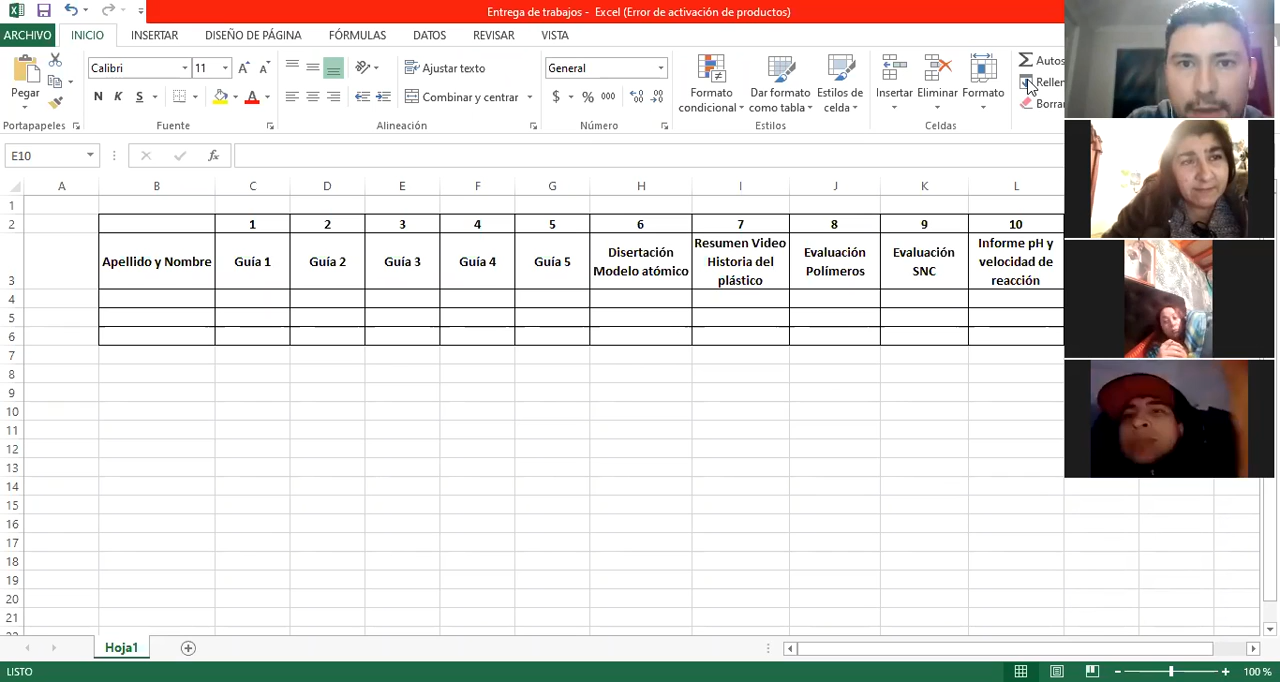 Entrega de trabajos - Excel (Error de activación de productos)
ARCHIVO INICIO INSERTAR DISEÑO DE PÁGINA FÓRMULAS DATOS REVISAR VISTA
Calibri 11 Ajustar texto General Autos
Pegar Formato condicional Dar formato como tabla Estilos de celda Insertar Eliminar Formato Rellen
N K S Combinar y centrar $ % 000 Borrar
Portapapeles Fuente Alineación Número Estilos Celdas
E10 fx
A B C D E F G H I J K L
1
2 1 2 3 4 5 6 7 8 9 10
3 Apellido y Nombre Guía 1 Guía 2 Guía 3 Guía 4 Guía 5 Disertación Modelo atómico Resumen Video Historia del plástico Evaluación Polímeros Evaluación SNC Informe pH y velocidad de reacción
4
5
6
7
8
9
10
11
12
13
14
15
16
17
18
19
20
21
Hoja1
LISTO 100 %